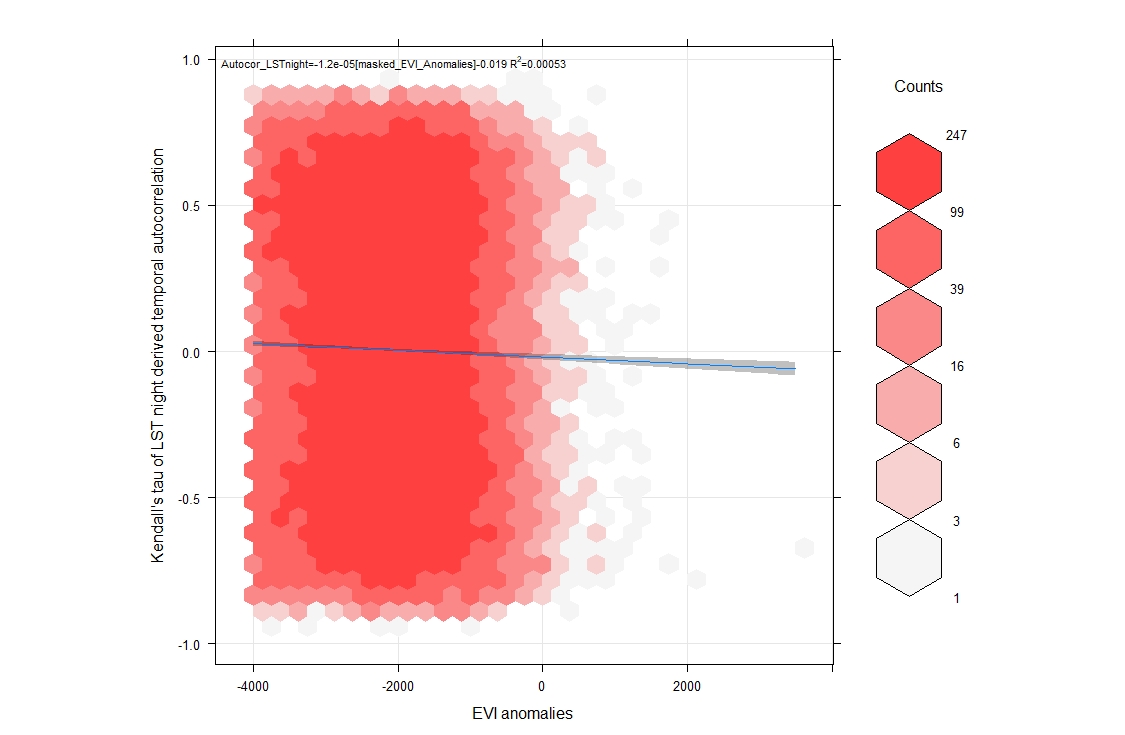 Autocor_LSTnight=-1.2e-05[masked_EVI_Anomalies]-0.019 R²=0.00053
Counts
247
99
39
16
6
3
1
Kendall's tau of LST night derived temporal autocorrelation
1.0
0.5
0.0
-0.5
-1.0
-4000 -2000 0 2000
EVI anomalies